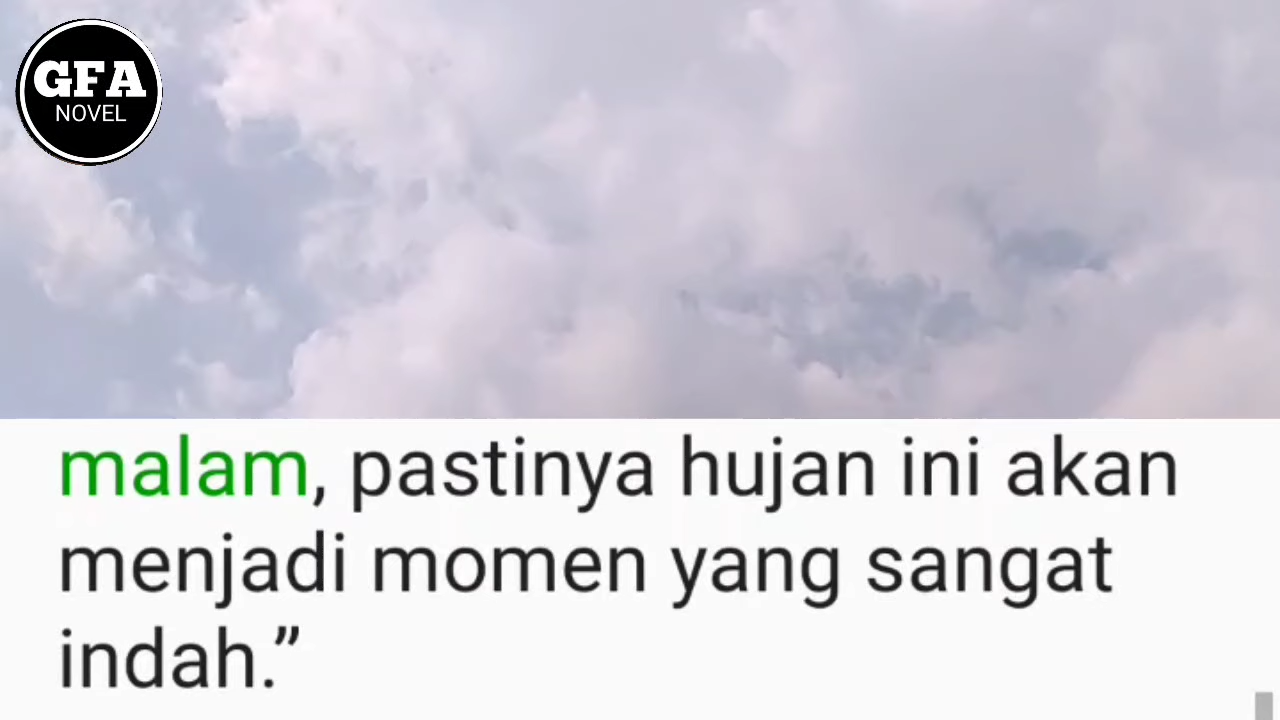 GFA
NOVEL
malam, pastinya hujan ini akan
menjadi momen yang sangat
indah.”